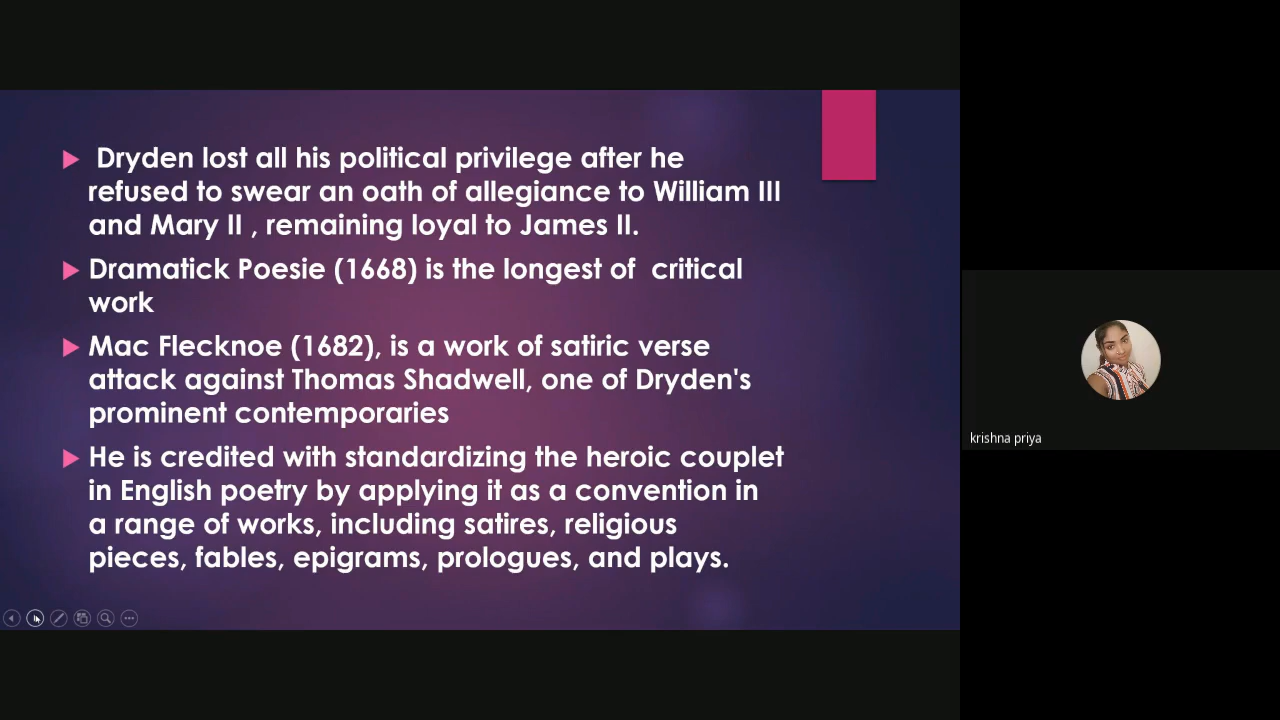 Dryden lost all his political privilege after he
refused to swear an oath of allegiance to William III
and Mary II , remaining loyal to James II.
Dramatick Poesie (1668) is the longest of  critical
work
Mac Flecknoe (1682), is a work of satiric verse
attack against Thomas Shadwell, one of Dryden's
prominent contemporaries
He is credited with standardizing the heroic couplet
in English poetry by applying it as a convention in
a range of works, including satires, religious
pieces, fables, epigrams, prologues, and plays.
krishna priya